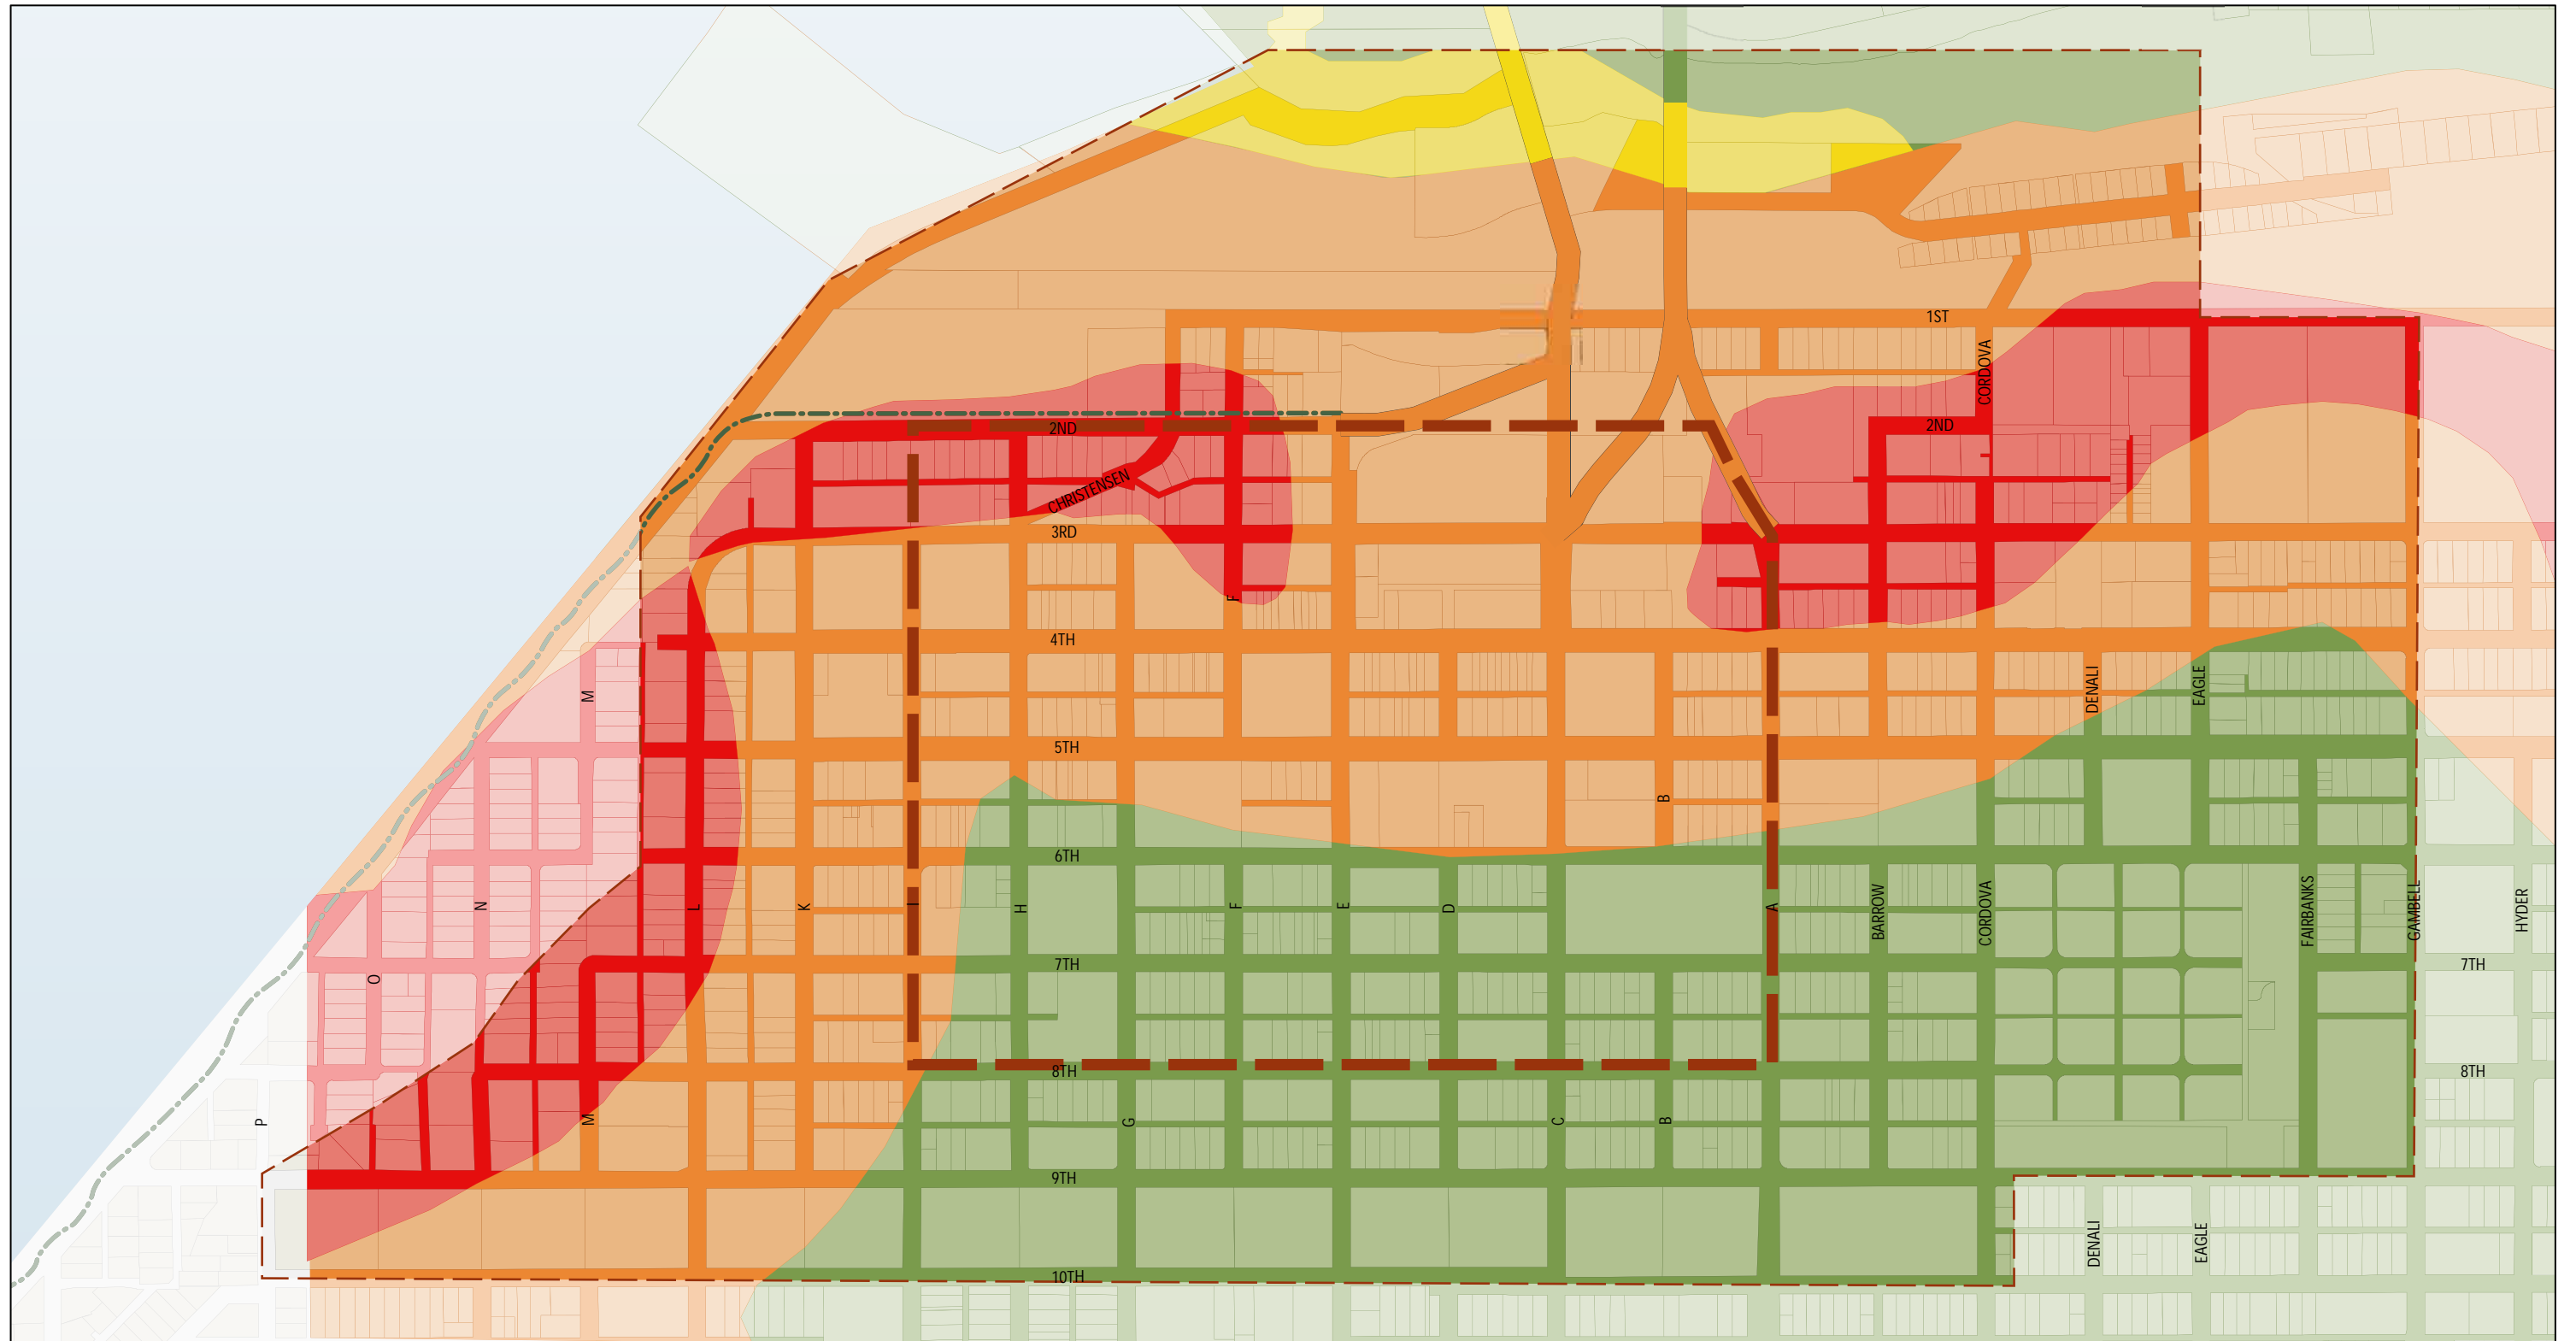 1ST
CORDOVA
2ND
2ND
CHRISTENSEN
3RD
F
4TH
M
DENALI
EAGLE
5TH
B
6TH
N
L
K
I
H
F
E
D
A
BARROW
CORDOVA
FAIRBANKS
GAMBELL
HYDER
O
7TH
7TH
8TH
8TH
P
M
G
C
B
9TH
DENALI
EAGLE
10TH